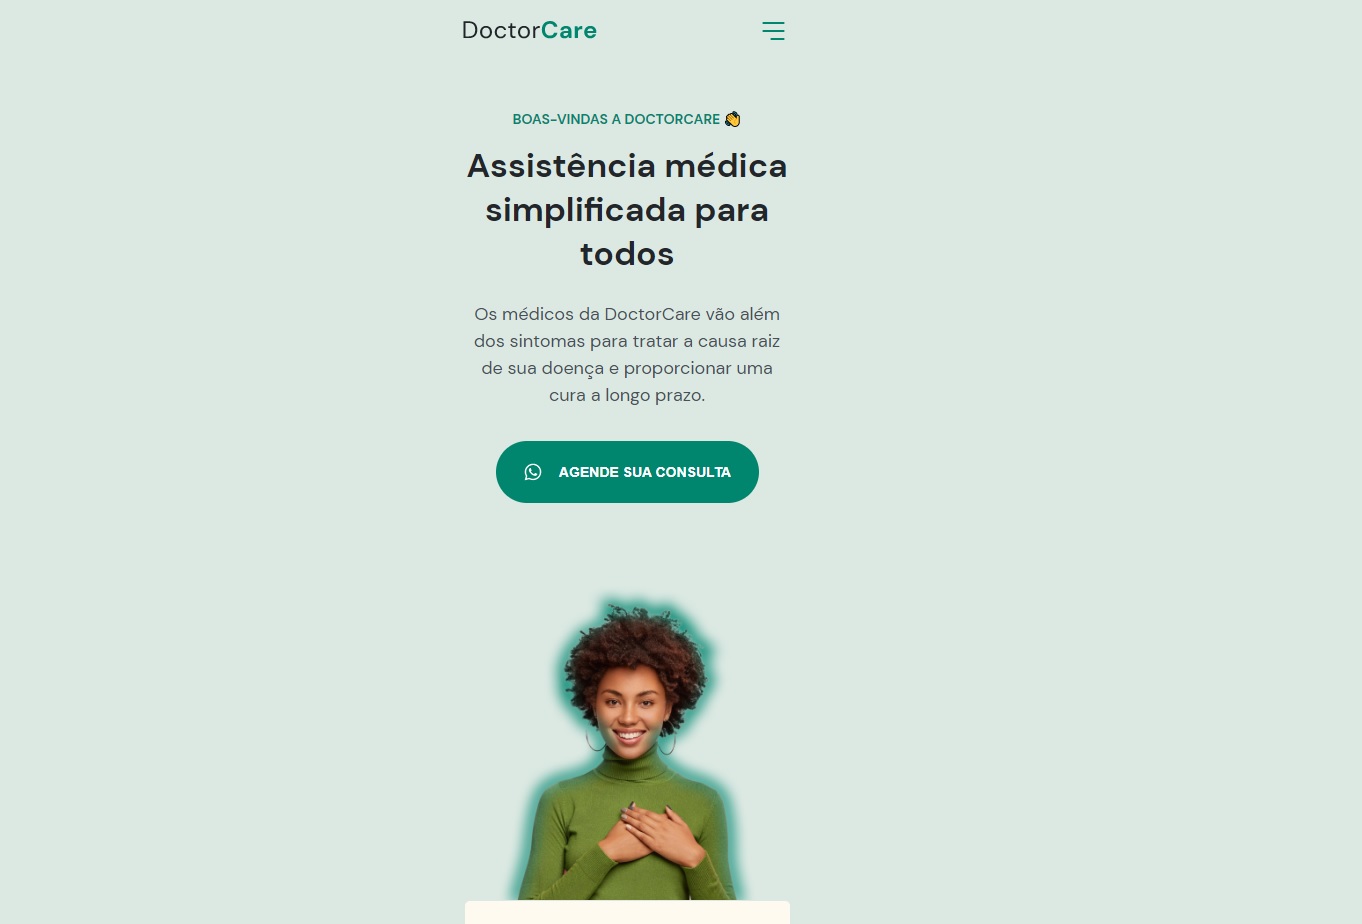 DoctorCare
BOAS-VINDAS A DOCTORCARE 👋
Assistência médica
simplificada para
todos
Os médicos da DoctorCare vão além
dos sintomas para tratar a causa raiz
de sua doença e proporcionar uma
cura a longo prazo.
AGENDE SUA CONSULTA